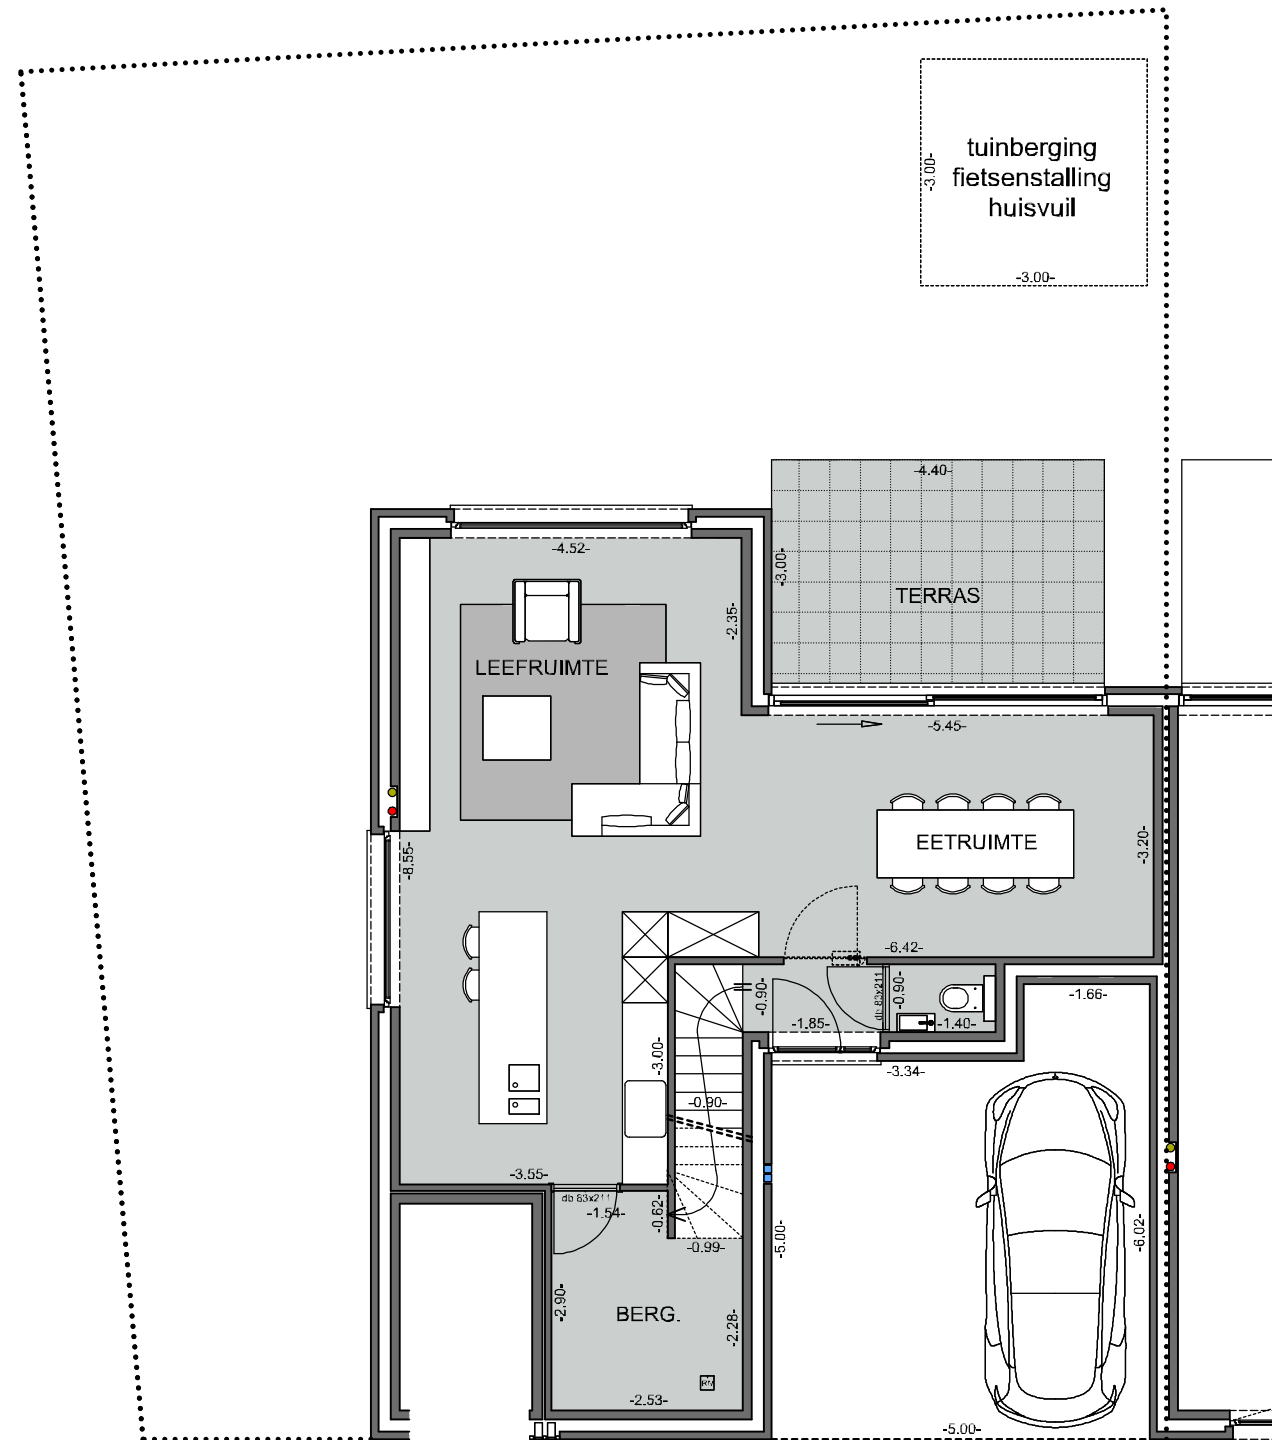 tuinberging
fietsenstalling
huisvuil
-3.00-
-3.00-
-4.40-
-3.00-
TERRAS
-4.52-
-2.35-
LEEFRUIMTE
-5.45-
-8.55-
EETRUIMTE
-3.20-
-6.42-
-0.90-
db 83x211
-0.90-
-1.66-
-1.85-
-1.40-
-3.00-
-3.34-
-0.90-
-3.55-
db 83x211
-1.54-
-0.62-
-0.99-
-5.00-
-6.02-
-2.90-
BERG.
-2.28-
RM
-2.53-
-5.00-